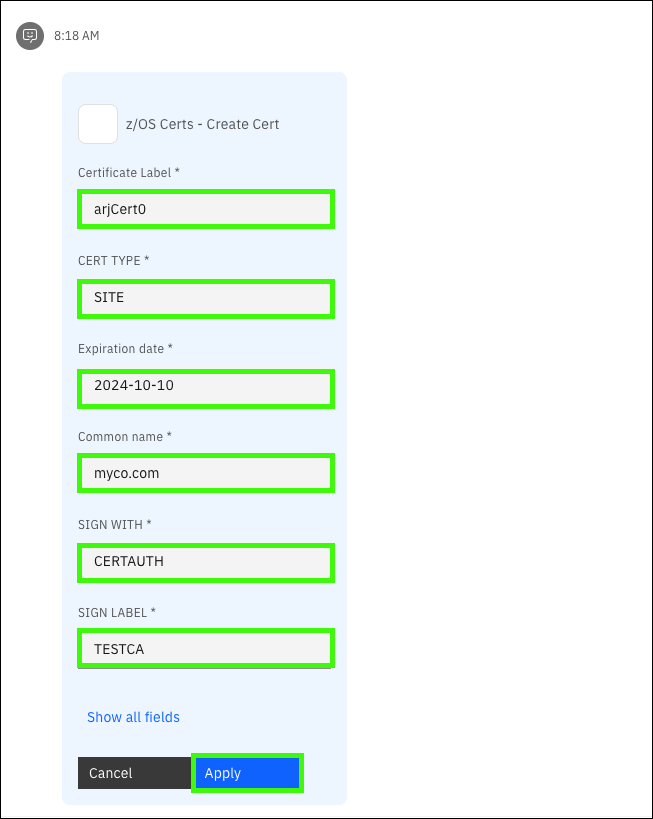 8:18 AM
z/OS Certs - Create Cert
Certificate Label *
arjCert0
CERT TYPE *
SITE
Expiration date *
2024-10-10
Common name *
myco.com
SIGN WITH *
CERTAUTH
SIGN LABEL *
TESTCA
Show all fields
Cancel Apply